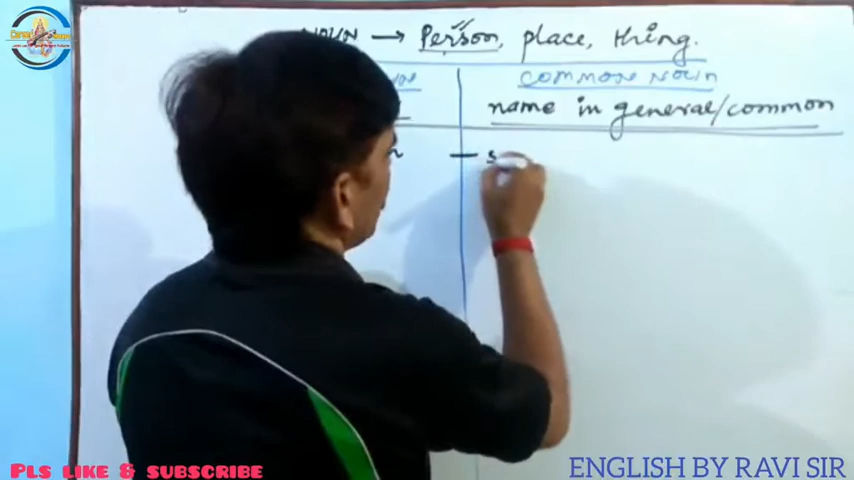 NOUN → Person, place, thing.
COMMON NOUN
name in general/common
PLS LIKE & SUBSCRIBE
ENGLISH BY RAVI SIR